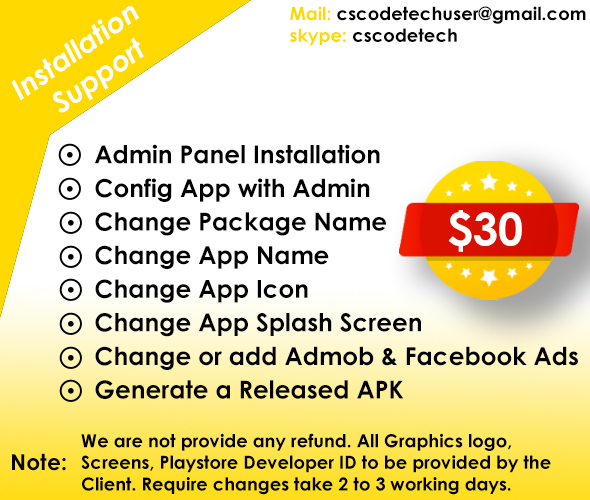 Installation
Support
Mail: cscodetechuser@gmail.com
skype: cscodetech
Admin Panel Installation
Config App with Admin
Change Package Name
Change App Name
Change App Icon
Change App Splash Screen
Change or add Admob & Facebook Ads
Generate a Released APK
$30
Note: We are not provide any refund. All Graphics logo,
Screens, Playstore Developer ID to be provided by the
Client. Require changes take 2 to 3 working days.